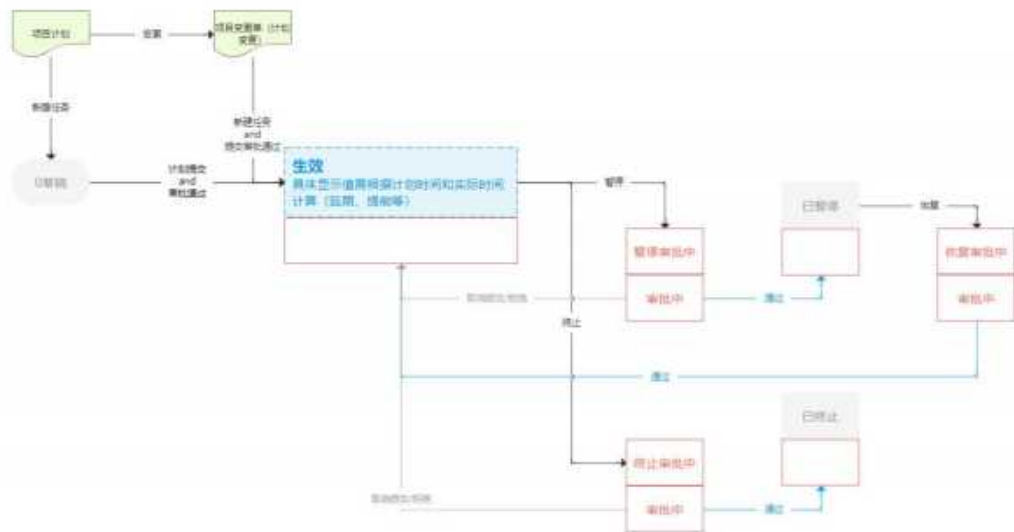 项目计划
变更
项目变更单（计划
变更）
新建任务
新建任务
and
提交审批通过
0草稿
计划提交
and
审批通过
生效
具体显示值需根据计划时间和实际时间
计算（延期、提前等）
暂停
已暂停
恢复
暂停审批中
恢复审批中
审批中
通过
审批中
终止
通过
已终止
终止审批中
审批中
通过